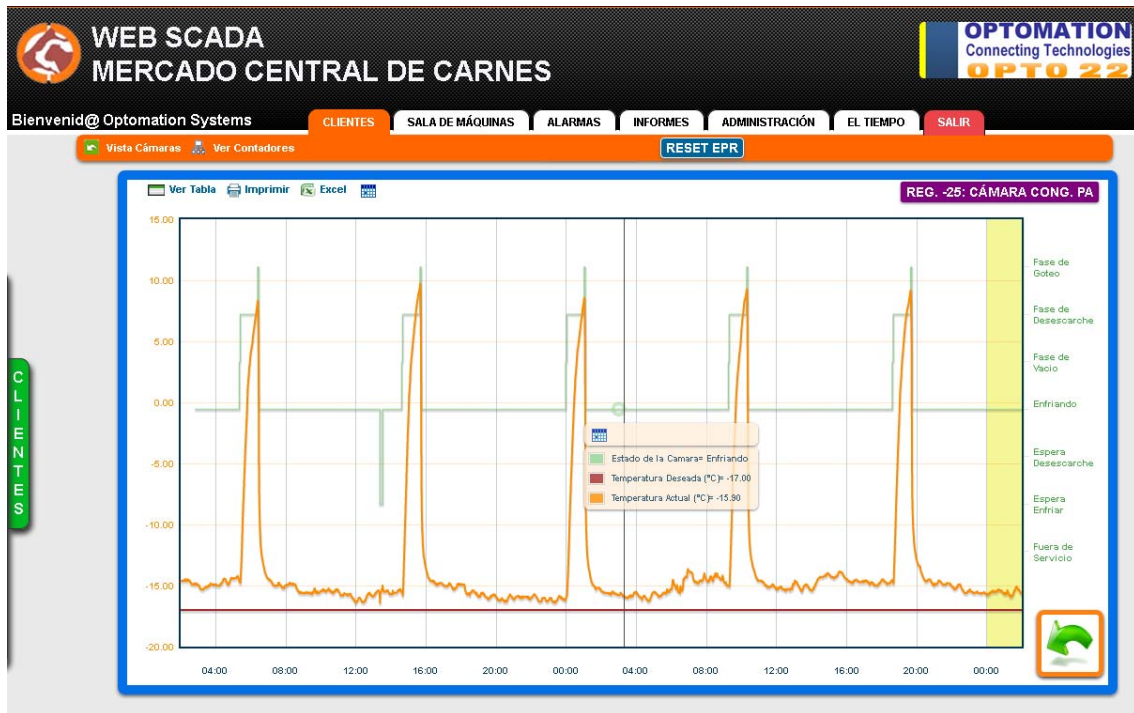 WEB SCADA
MERCADO CENTRAL DE CARNES
OPTOMATION
Connecting Technologies
OPTO 22
Bienvenid@ Optomation Systems
CLIENTES
SALA DE MÁQUINAS
ALARMAS
INFORMES
ADMINISTRACIÓN
EL TIEMPO
SALIR
Vista Cámaras
Ver Contadores
RESET EPR
Ver Tabla
Imprimir
Excel
REG. -25: CÁMARA CONG. PA
15.00
10.00
5.00
0.00
-5.00
-10.00
-15.00
-20.00
Fase de
Goteo
Fase de
Desescarche
Fase de
Vacio
Enfriando
Espera
Desescarche
Espera
Enfriar
Fuera de
Servicio
Estado de la Camara= Enfriando
Temperatura Deseada (ºC)= -17.00
Temperatura Actual (ºC)= -15.90
04:00 08:00 12:00 16:00 20:00 00:00 04:00 08:00 12:00 16:00 20:00 00:00
CLIENTES